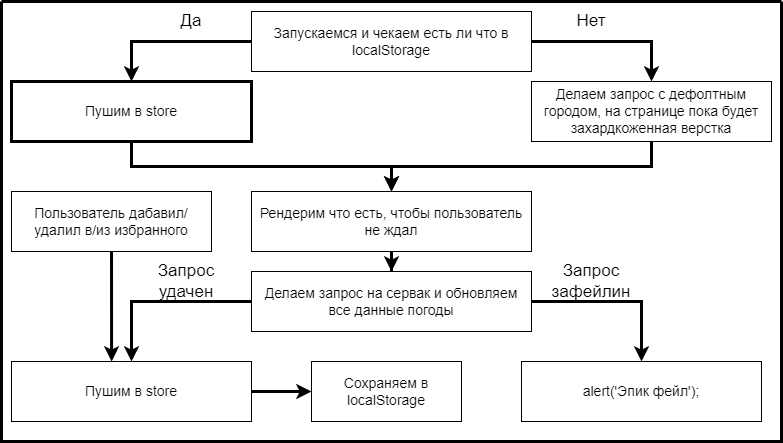 Да
Запускаемся и чекаем есть ли что в
localStorage
Нет
Пушим в store
Делаем запрос с дефолтным
городом, на странице пока будет
захардкоженная верстка
Пользователь дабавил/
удалил в/из избранного
Рендерим что есть, чтобы пользователь
не ждал
Запрос
удачен
Делаем запрос на сервак и обновляем
все данные погоды
Запрос
зафейлин
Пушим в store
Сохраняем в
localStorage
alert('Эпик фейл');